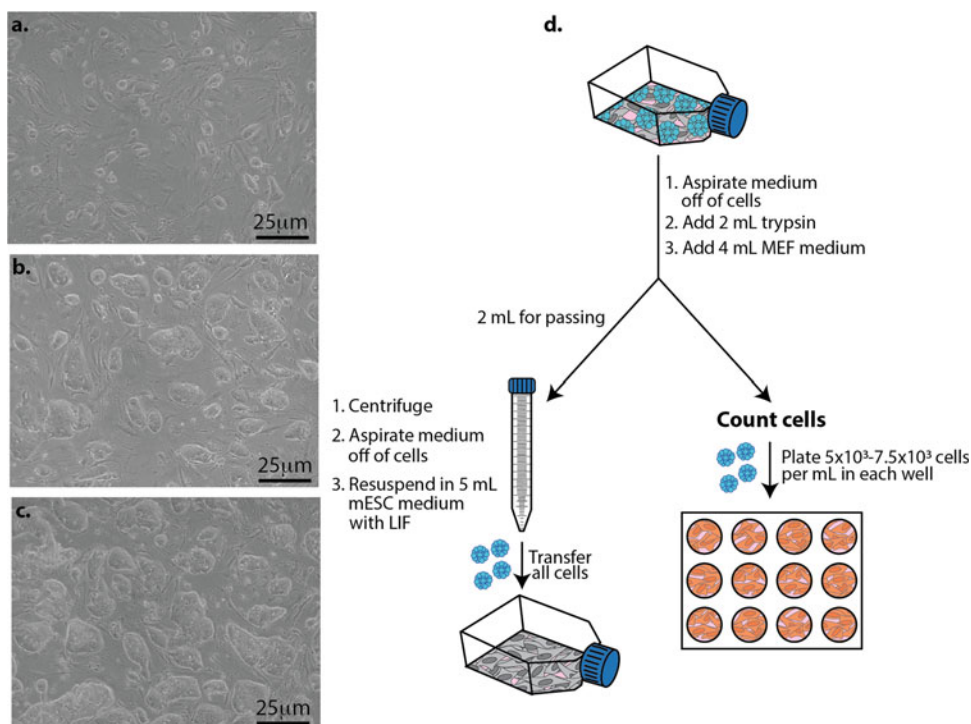 a.
25μm
b.
25μm
c.
25μm
d.
1. Aspirate medium
off of cells
2. Add 2 mL trypsin
3. Add 4 mL MEF medium
2 mL for passing
1. Centrifuge
2. Aspirate medium
off of cells
3. Resuspend in 5 mL
mESC medium
with LIF
Transfer
all cells
Count cells
Plate 5x10³-7.5x10³ cells
per mL in each well